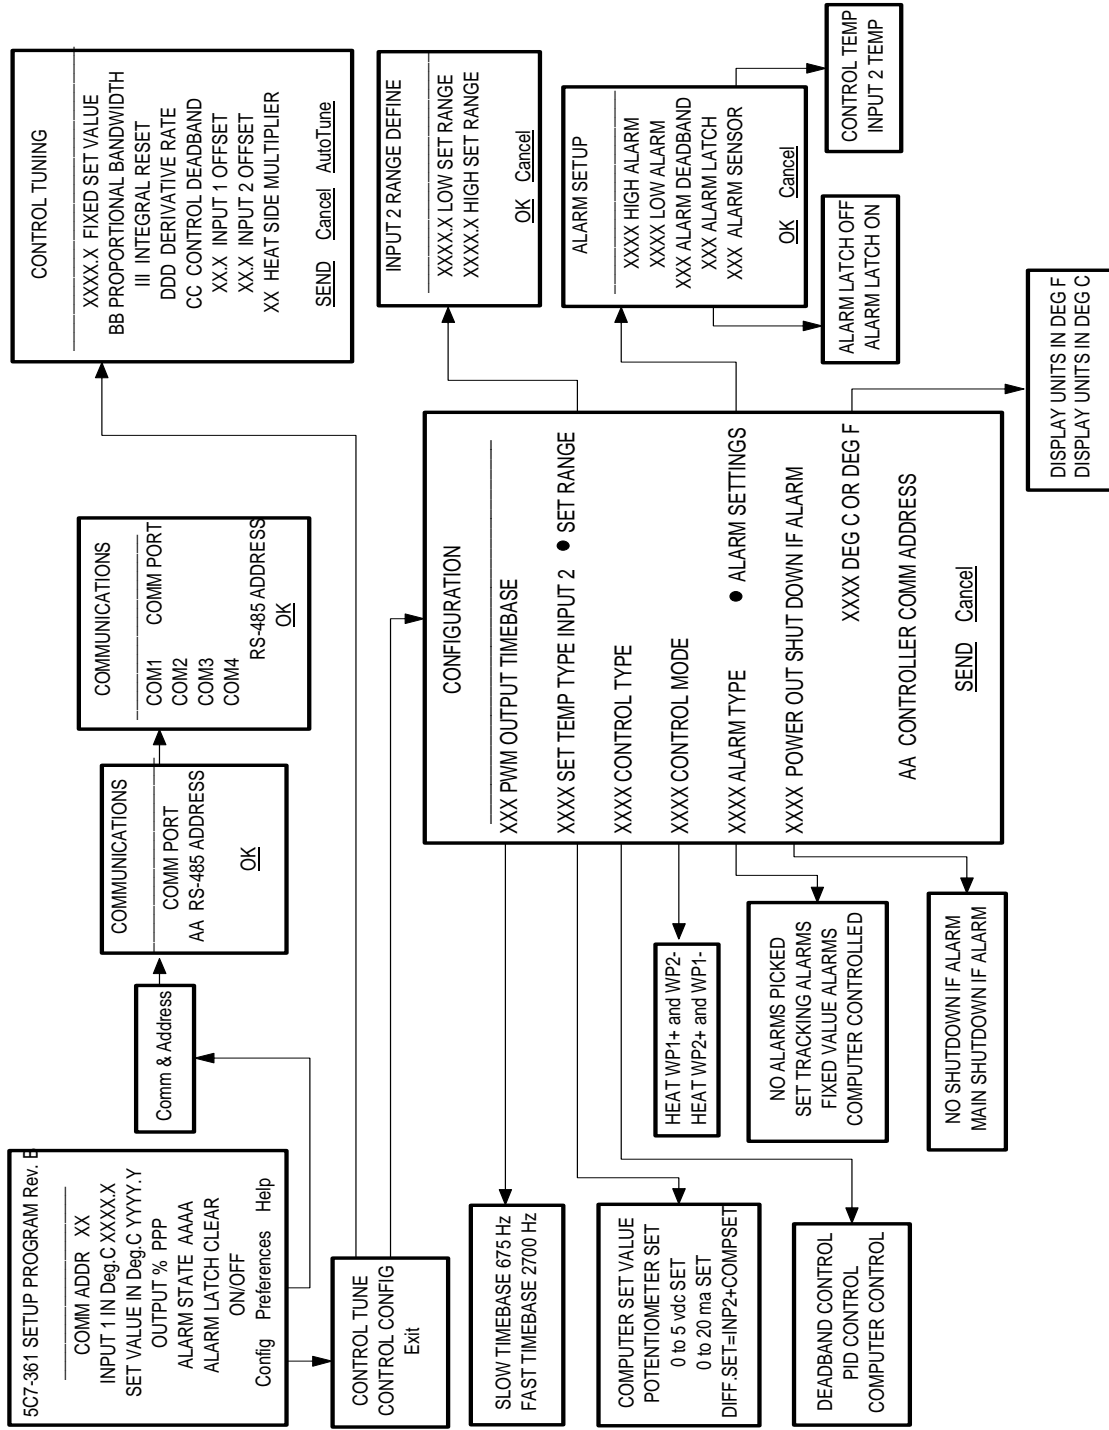 5C7-361 SETUP PROGRAM Rev. E
COMM ADDR XX
INPUT 1 IN Deg.C XXXX.X
SET VALUE IN Deg.C YYYY.Y
OUTPUT % PPP
ALARM STATE AAAA
ALARM LATCH CLEAR
ON/OFF
Config Preferences Help
Comm & Address
COMMUNICATIONS
COMM PORT
AA RS-485 ADDRESS
OK
COMMUNICATIONS
COM1 COMM PORT
COM2
COM3
COM4
RS-485 ADDRESS
OK
CONTROL TUNING
XXXX.X FIXED SET VALUE
BB PROPORTIONAL BANDWIDTH
III INTEGRAL RESET
DDD DERIVATIVE RATE
CC CONTROL DEADBAND
XX.X INPUT 1 OFFSET
XX.X INPUT 2 OFFSET
XX HEAT SIDE MULTIPLIER
SEND Cancel AutoTune
CONTROL TUNE
CONTROL CONFIG
Exit
CONFIGURATION
XXX PWM OUTPUT TIMEBASE
XXXX SET TEMP TYPE INPUT 2 ● SET RANGE
XXXX CONTROL TYPE
XXXX CONTROL MODE
XXXX ALARM TYPE ● ALARM SETTINGS
XXXX POWER OUT SHUT DOWN IF ALARM
XXXX DEG C OR DEG F
AA CONTROLLER COMM ADDRESS
SEND Cancel
INPUT 2 RANGE DEFINE
XXXX.X LOW SET RANGE
XXXX.X HIGH SET RANGE
OK Cancel
ALARM SETUP
XXXX HIGH ALARM
XXXX LOW ALARM
XXX ALARM DEADBAND
XXX ALARM LATCH
XXX ALARM SENSOR
OK Cancel
ALARM LATCH OFF
ALARM LATCH ON
CONTROL TEMP
INPUT 2 TEMP
DISPLAY UNITS IN DEG F
DISPLAY UNITS IN DEG C
SLOW TIMEBASE 675 Hz
FAST TIMEBASE 2700 Hz
COMPUTER SET VALUE
POTENTIOMETER SET
0 to 5 vdc SET
0 to 20 ma SET
DIFF.SET=INP2+COMPSET
DEADBAND CONTROL
PID CONTROL
COMPUTER CONTROL
HEAT WP1+ and WP2-
HEAT WP2+ and WP1-
NO ALARMS PICKED
SET TRACKING ALARMS
FIXED VALUE ALARMS
COMPUTER CONTROLLED
NO SHUTDOWN IF ALARM
MAIN SHUTDOWN IF ALARM